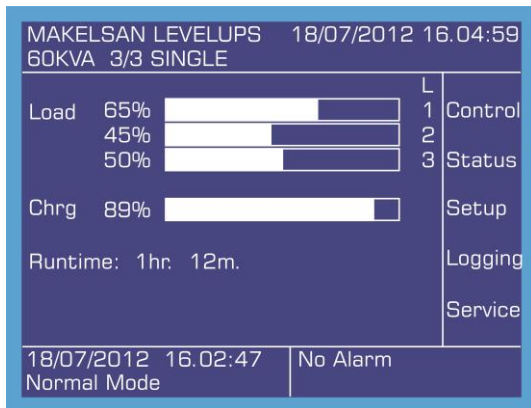 MAKELSAN LEVELUPS 18/07/2012 16.04:59
60KVA 3/3 SINGLE
L
Load 65% 1 Control
45% 2
50% 3 Status
Chrg 89% Setup
Runtime: 1hr. 12m. Logging
Service
18/07/2012 16.02:47 No Alarm
Normal Mode